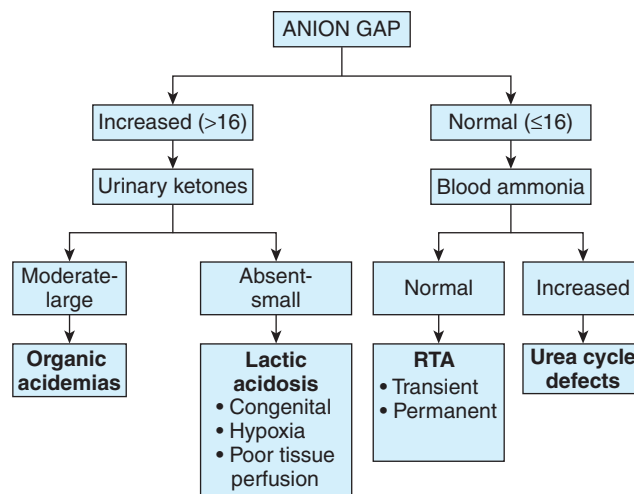 ANION GAP
Increased (>16)
Normal (≤16)
Urinary ketones
Blood ammonia
Moderate-
large
Absent-
small
Normal
Increased
Organic
acidemias
Lactic
acidosis
• Congenital
• Hypoxia
• Poor tissue
perfusion
RTA
• Transient
• Permanent
Urea cycle
defects